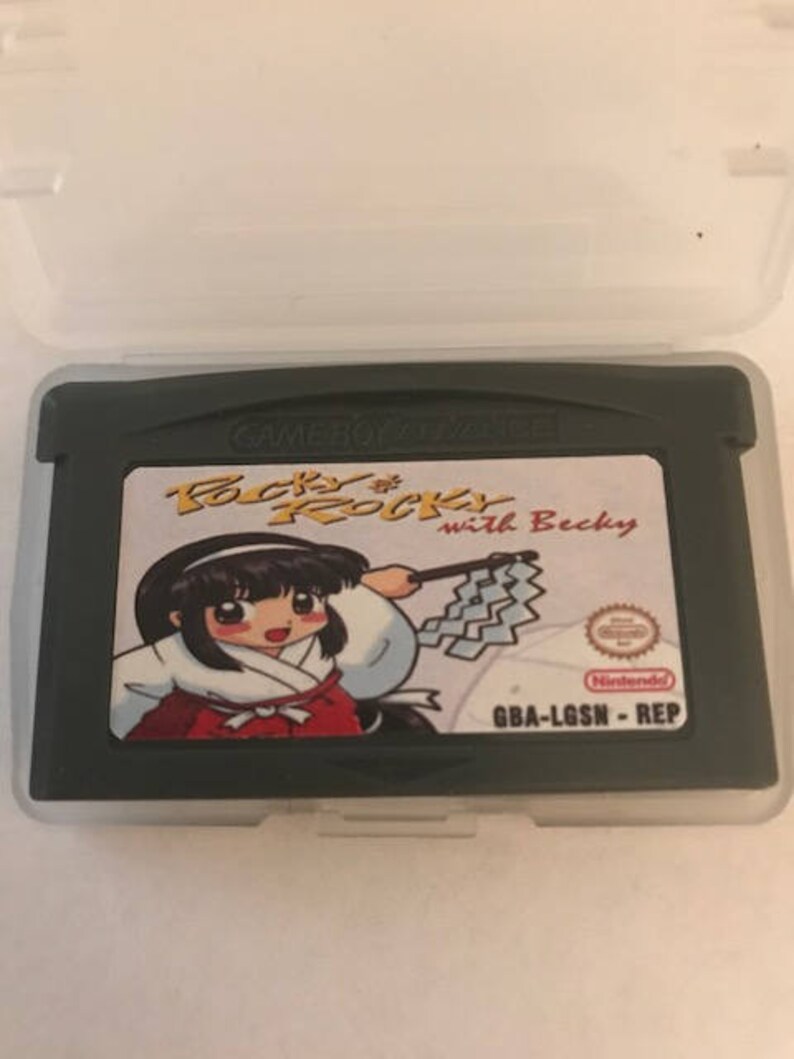 GAME BOY ADVANCE
Pocky &
Rocky
with Becky
Nintendo
GBA-LGSN - REP